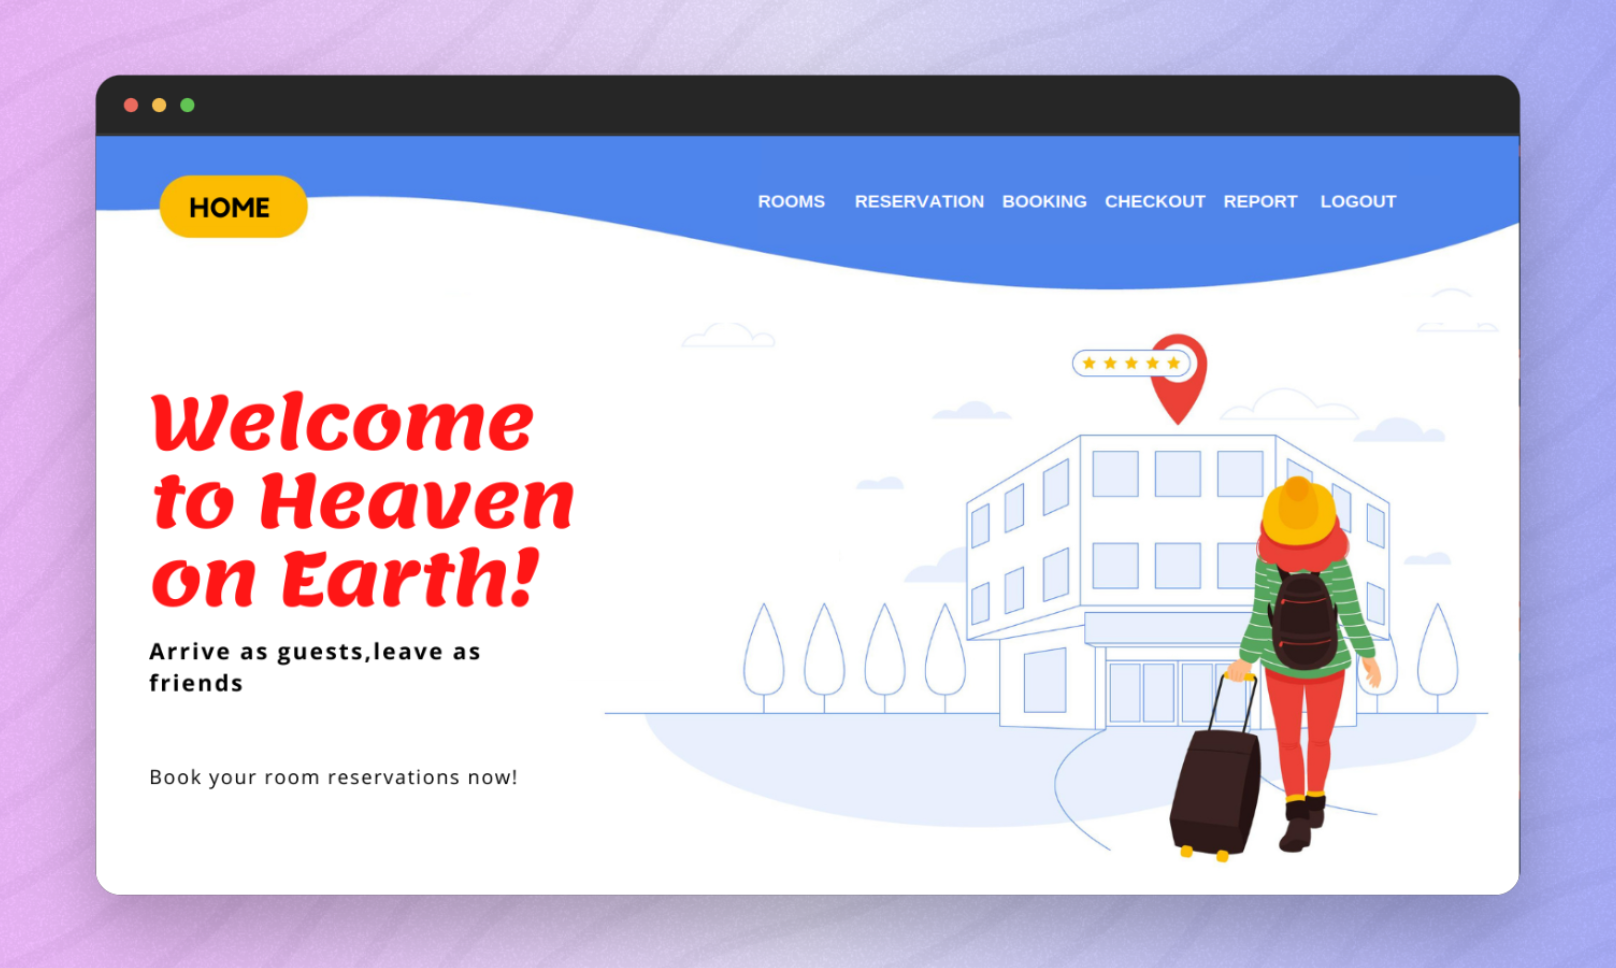 HOME
ROOMS RESERVATION BOOKING CHECKOUT REPORT LOGOUT
Welcome
to Heaven
on Earth!
Arrive as guests,leave as
friends
Book your room reservations now!